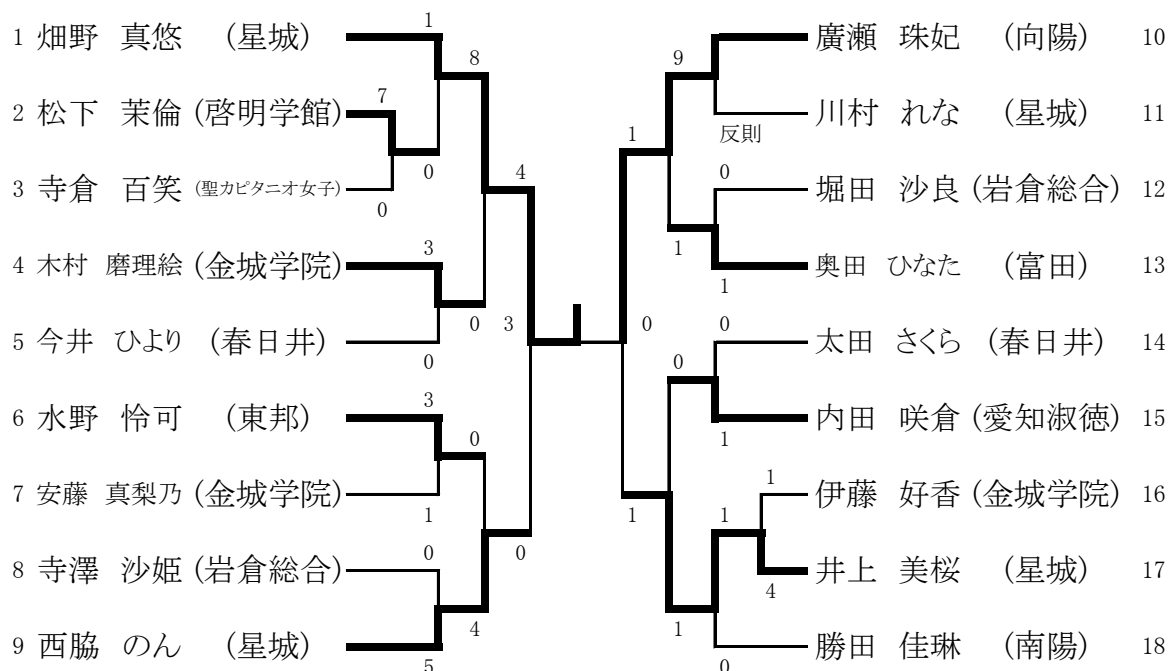 1 畑野 真悠 (星城)
2 松下 茉倫 (啓明学館)
3 寺倉 百笑 (聖カピタニオ女子)
4 木村 磨理絵 (金城学院)
5 今井 ひより (春日井)
6 水野 怜可 (東邦)
7 安藤 真梨乃 (金城学院)
8 寺澤 沙姫 (岩倉総合)
9 西脇 のん (星城)
1
8
7
0
0
4
3
0
3
0
3
0
1
0
0
4
5
9
1
反則
0
1
1
0
0
0
1
1
1
1
4
1
0
廣瀬 珠妃 (向陽) 10
川村 れな (星城) 11
堀田 沙良 (岩倉総合) 12
奥田 ひなた (富田) 13
太田 さくら (春日井) 14
内田 咲倉 (愛知淑徳) 15
伊藤 好香 (金城学院) 16
井上 美桜 (星城) 17
勝田 佳琳 (南陽) 18